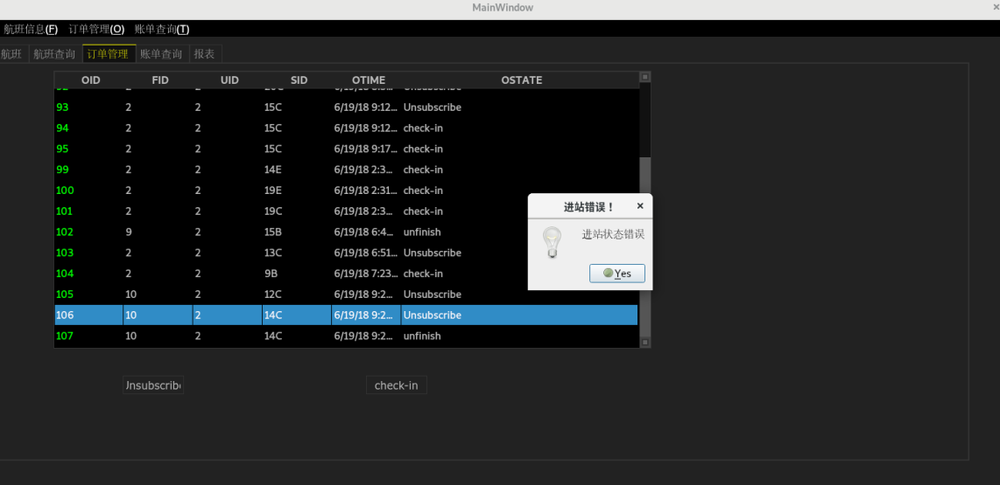 MainWindow
航班信息(F) 订单管理(O) 账单查询(T)
航班 航班查询 订单管理 账单查询 报表
OID FID UID SID OTIME OSTATE
93 2 2 15C 6/19/18 9:12... Unsubscribe
94 2 2 15C 6/19/18 9:12... check-in
95 2 2 15C 6/19/18 9:17... check-in
99 2 2 14E 6/19/18 2:3... check-in
100 2 2 19E 6/19/18 2:31... check-in
101 2 2 19C 6/19/18 2:3... check-in
102 9 2 15B 6/19/18 6:4... unfinish
103 2 2 13C 6/19/18 6:51... Unsubscribe
104 2 2 9B 6/19/18 7:23... check-in
105 10 2 12C 6/19/18 9:2... Unsubscribe
106 10 2 14C 6/19/18 9:2... Unsubscribe
107 10 2 14C 6/19/18 9:2... unfinish
进站错误！
进站状态错误
Yes
Unsubscribe check-in